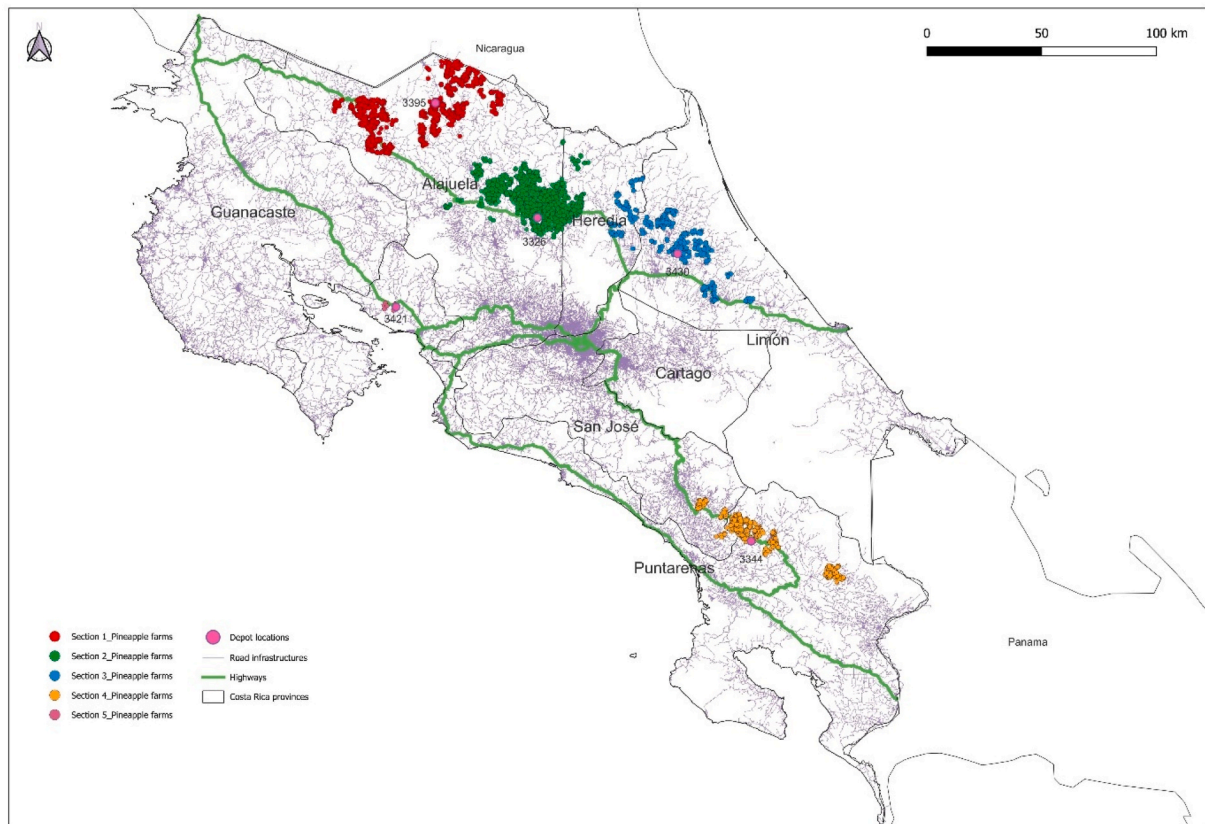 N
0 50 100 km
Nicaragua
3395
Alajuela
Guanacaste
Heredia
3326
3430
3421
Limón
Cartago
San José
3344
Puntarenas
Panama
Section 1_Pineapple farms
Section 2_Pineapple farms
Section 3_Pineapple farms
Section 4_Pineapple farms
Section 5_Pineapple farms
Depot locations
Road infrastructures
Highways
Costa Rica provinces